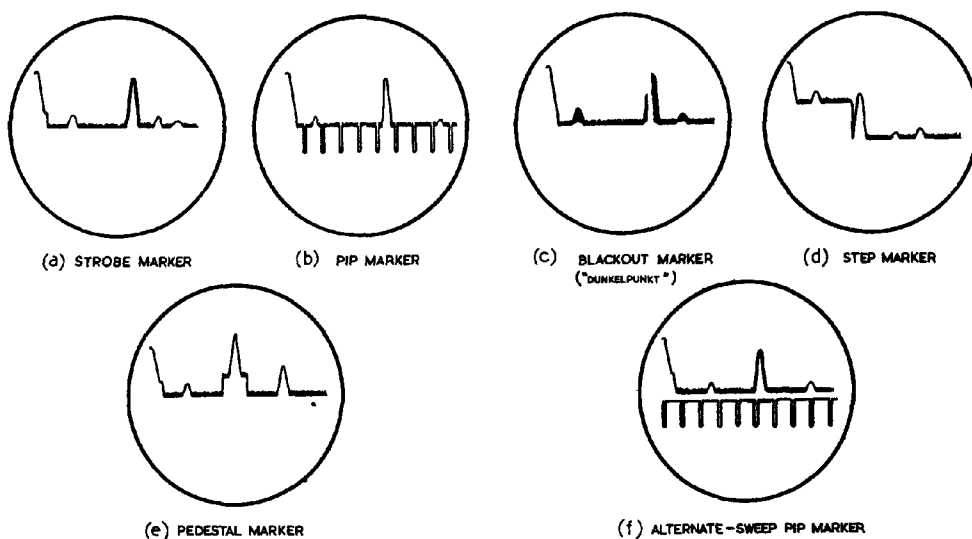 (a) STROBE MARKER
(b) PIP MARKER
(c) BLACKOUT MARKER
("DUNKELPUNKT")
(d) STEP MARKER
(e) PEDESTAL MARKER
(f) ALTERNATE-SWEEP PIP MARKER